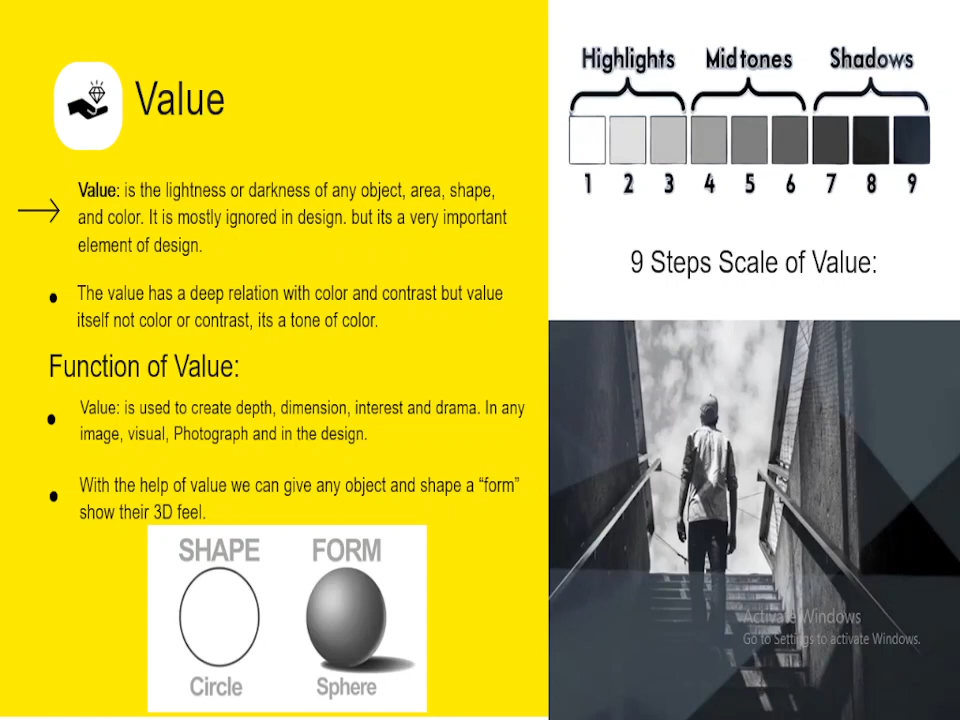 Value
Value: is the lightness or darkness of any object, area, shape,
and color. It is mostly ignored in design. but its a very important
element of design.
The value has a deep relation with color and contrast but value
itself not color or contrast, its a tone of color.
Function of Value:
Value: is used to create depth, dimension, interest and drama. In any
image, visual, Photograph and in the design.
With the help of value we can give any object and shape a “form”
show their 3D feel.
SHAPE FORM
Circle Sphere
Highlights Midtones Shadows
1 2 3 4 5 6 7 8 9
9 Steps Scale of Value:
Activate Windows
Go to Settings to activate Windows.